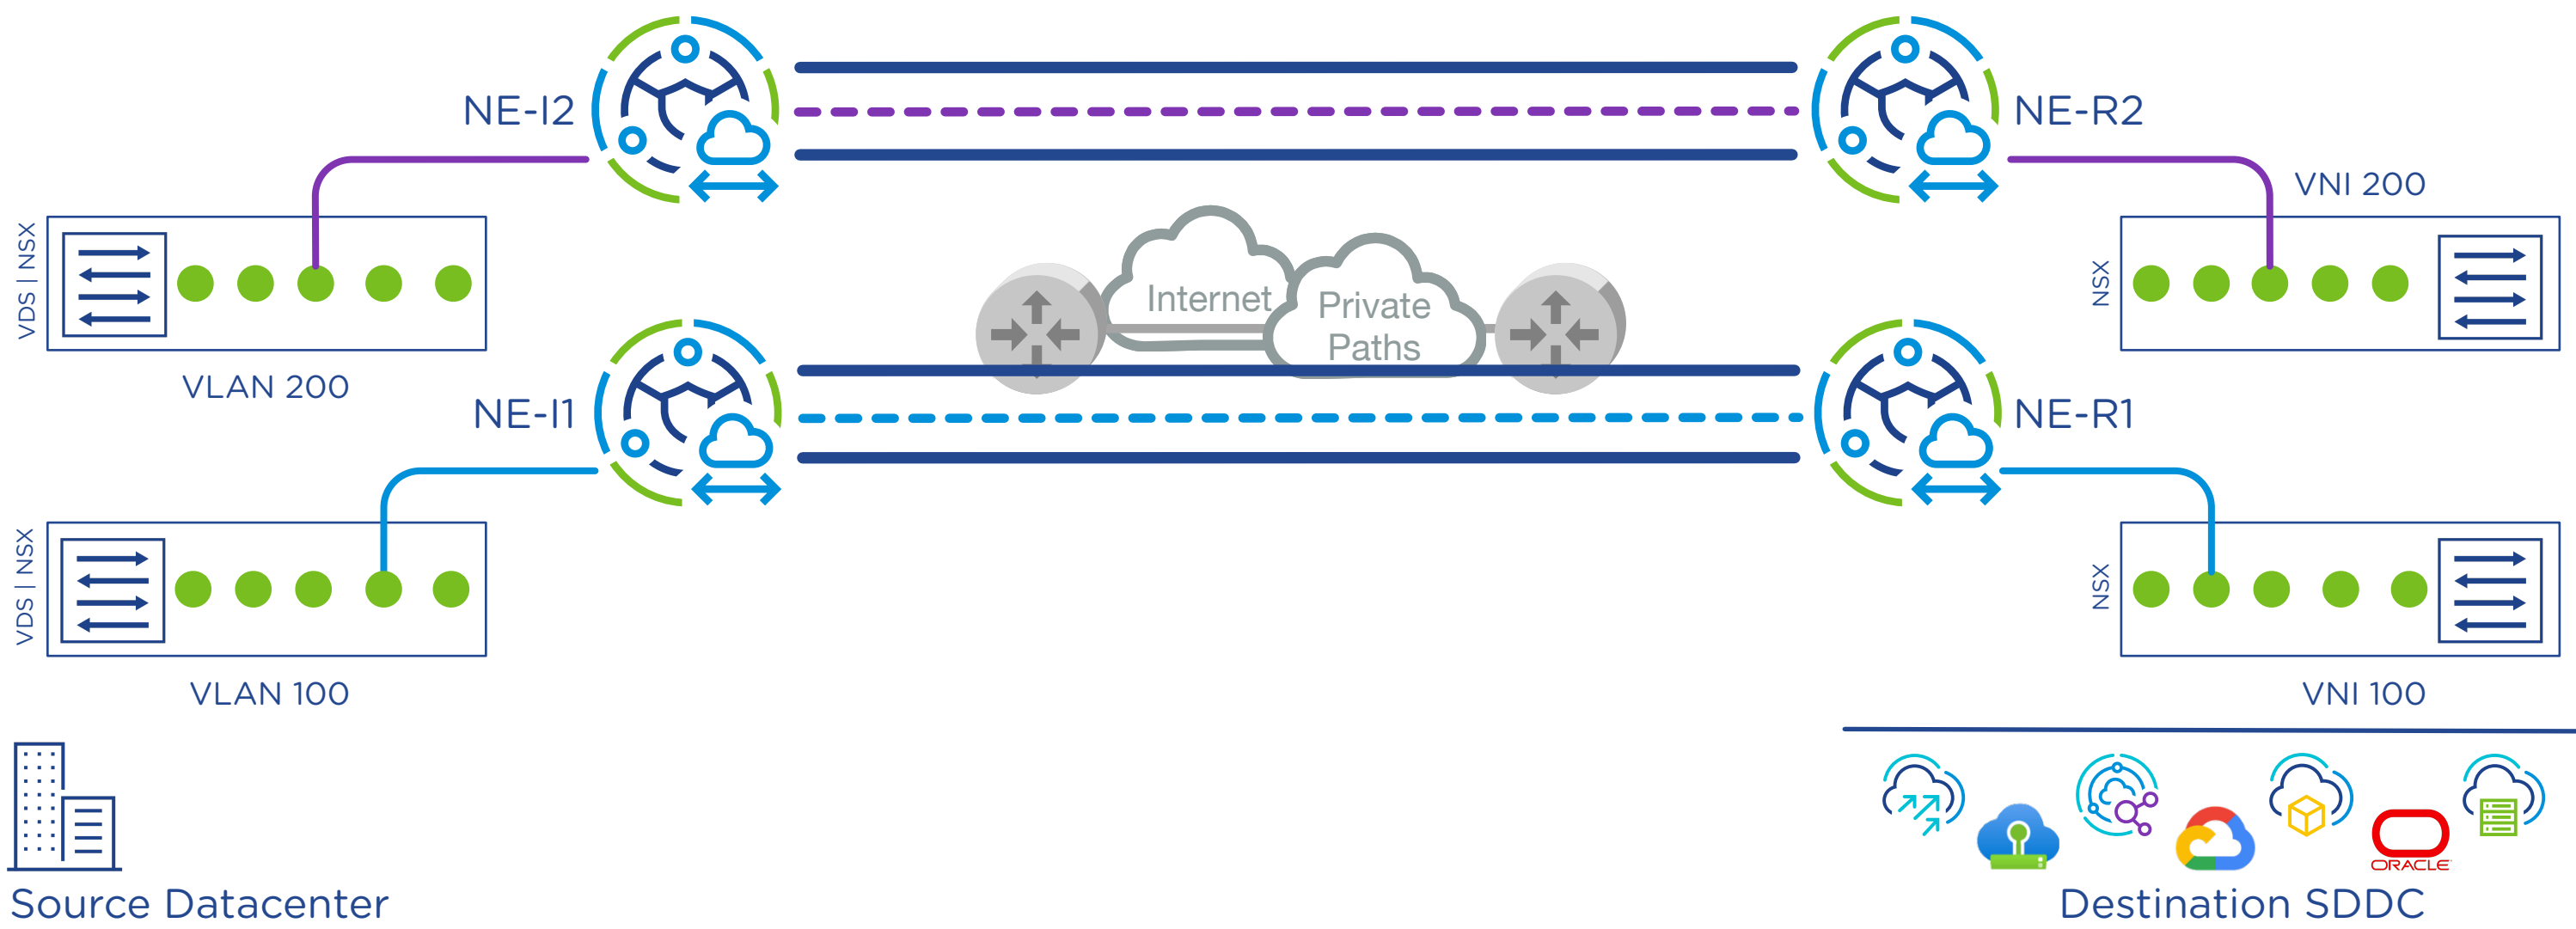 NE-I2
NE-R2
VNI 200
VDS | NSX
NSX
Internet
Private
Paths
VLAN 200
NE-I1
NE-R1
VDS | NSX
NSX
VLAN 100
VNI 100
ORACLE
Source Datacenter
Destination SDDC